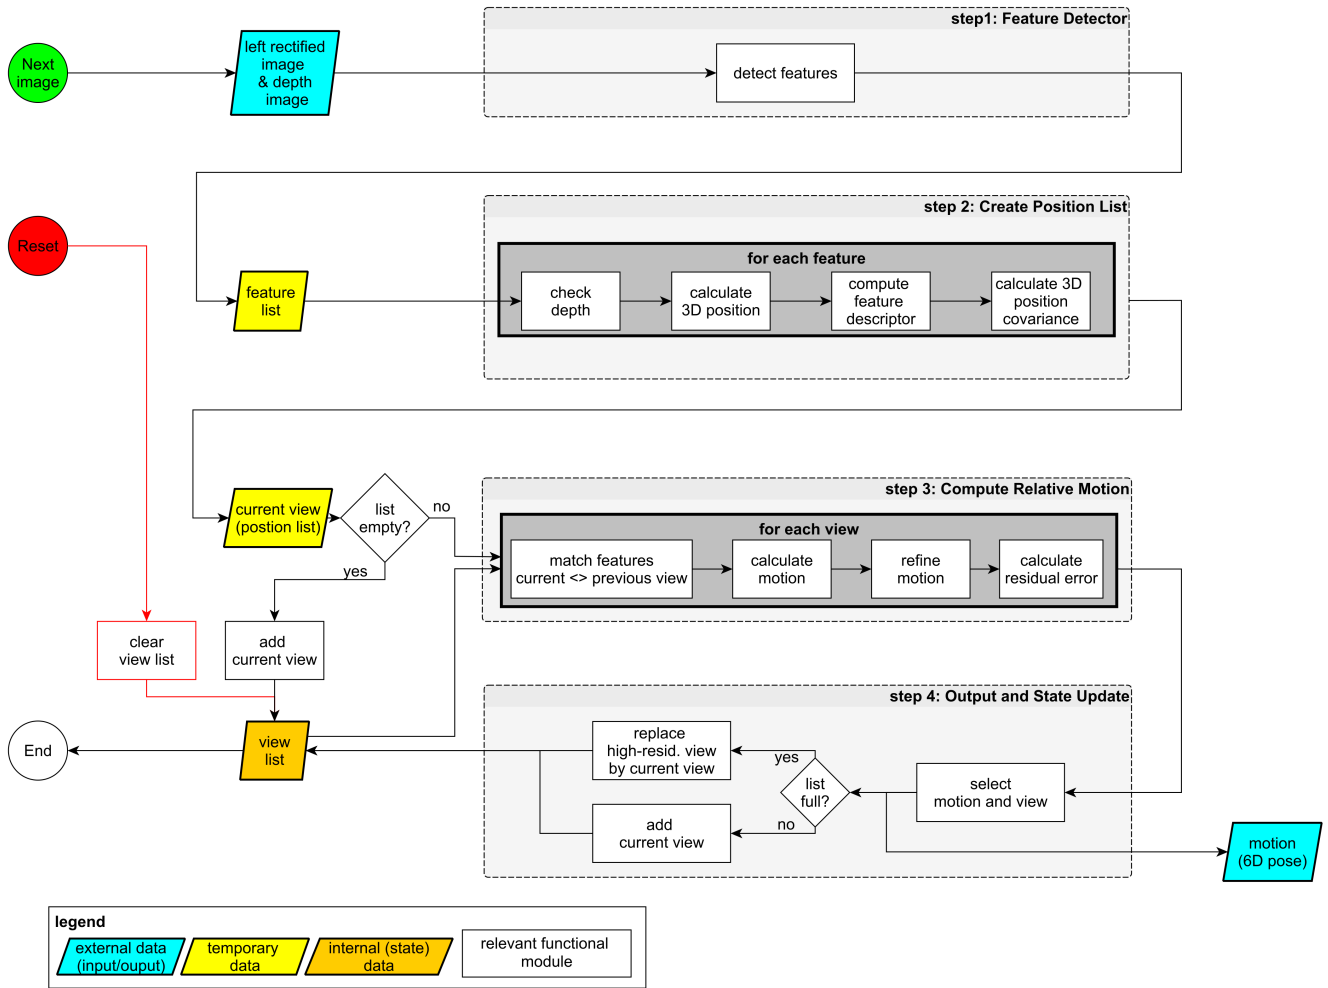 step1: Feature Detector
Next
image
left rectified
image
& depth
image
detect features
step 2: Create Position List
Reset
for each feature
feature
list
check
depth
calculate
3D position
compute
feature
descriptor
calculate 3D
position
covariance
step 3: Compute Relative Motion
current view
(postion list)
list
empty?
no
yes
for each view
match features
current <> previous view
calculate
motion
refine
motion
calculate
residual error
clear
view list
add
current view
step 4: Output and State Update
End
view
list
replace
high-resid. view
by current view
yes
list
full?
no
select
motion and view
add
current view
motion
(6D pose)
legend
external data
(input/ouput)
temporary
data
internal (state)
data
relevant functional
module